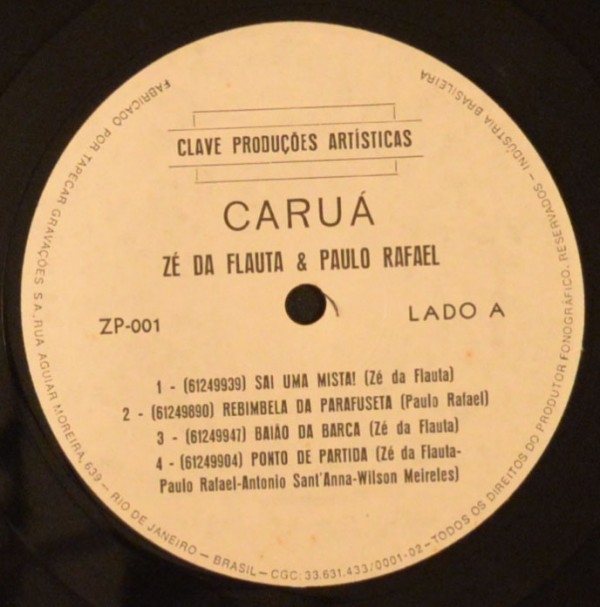 CLAVE PRODUÇÕES ARTÍSTICAS
CARUÁ
ZÉ DA FLAUTA & PAULO RAFAEL
ZP-001
LADO A
1 - (61249939) SAI UMA MISTA! (Zé da Flauta)
2 - (61249890) REBIMBELA DA PARAFUSETA (Paulo Rafael)
3 - (61249947) BAIÃO DA BARCA (Zé da Flauta)
4 - (61249904) PONTO DE PARTIDA (Zé da Flauta-
Paulo Rafael-Antonio Sant'Anna-Wilson Meireles)
FABRICADO POR TAPECAR GRAVAÇÕES S.A. RUA AGUIAR MOREIRA, 639 - RIO DE JANEIRO - BRASIL - CGC: 33.631.433/0001-02 - TODOS OS DIREITOS DO PRODUTOR FONOGRÁFICO. RESERVADOS - INDÚSTRIA BRASILEIRA